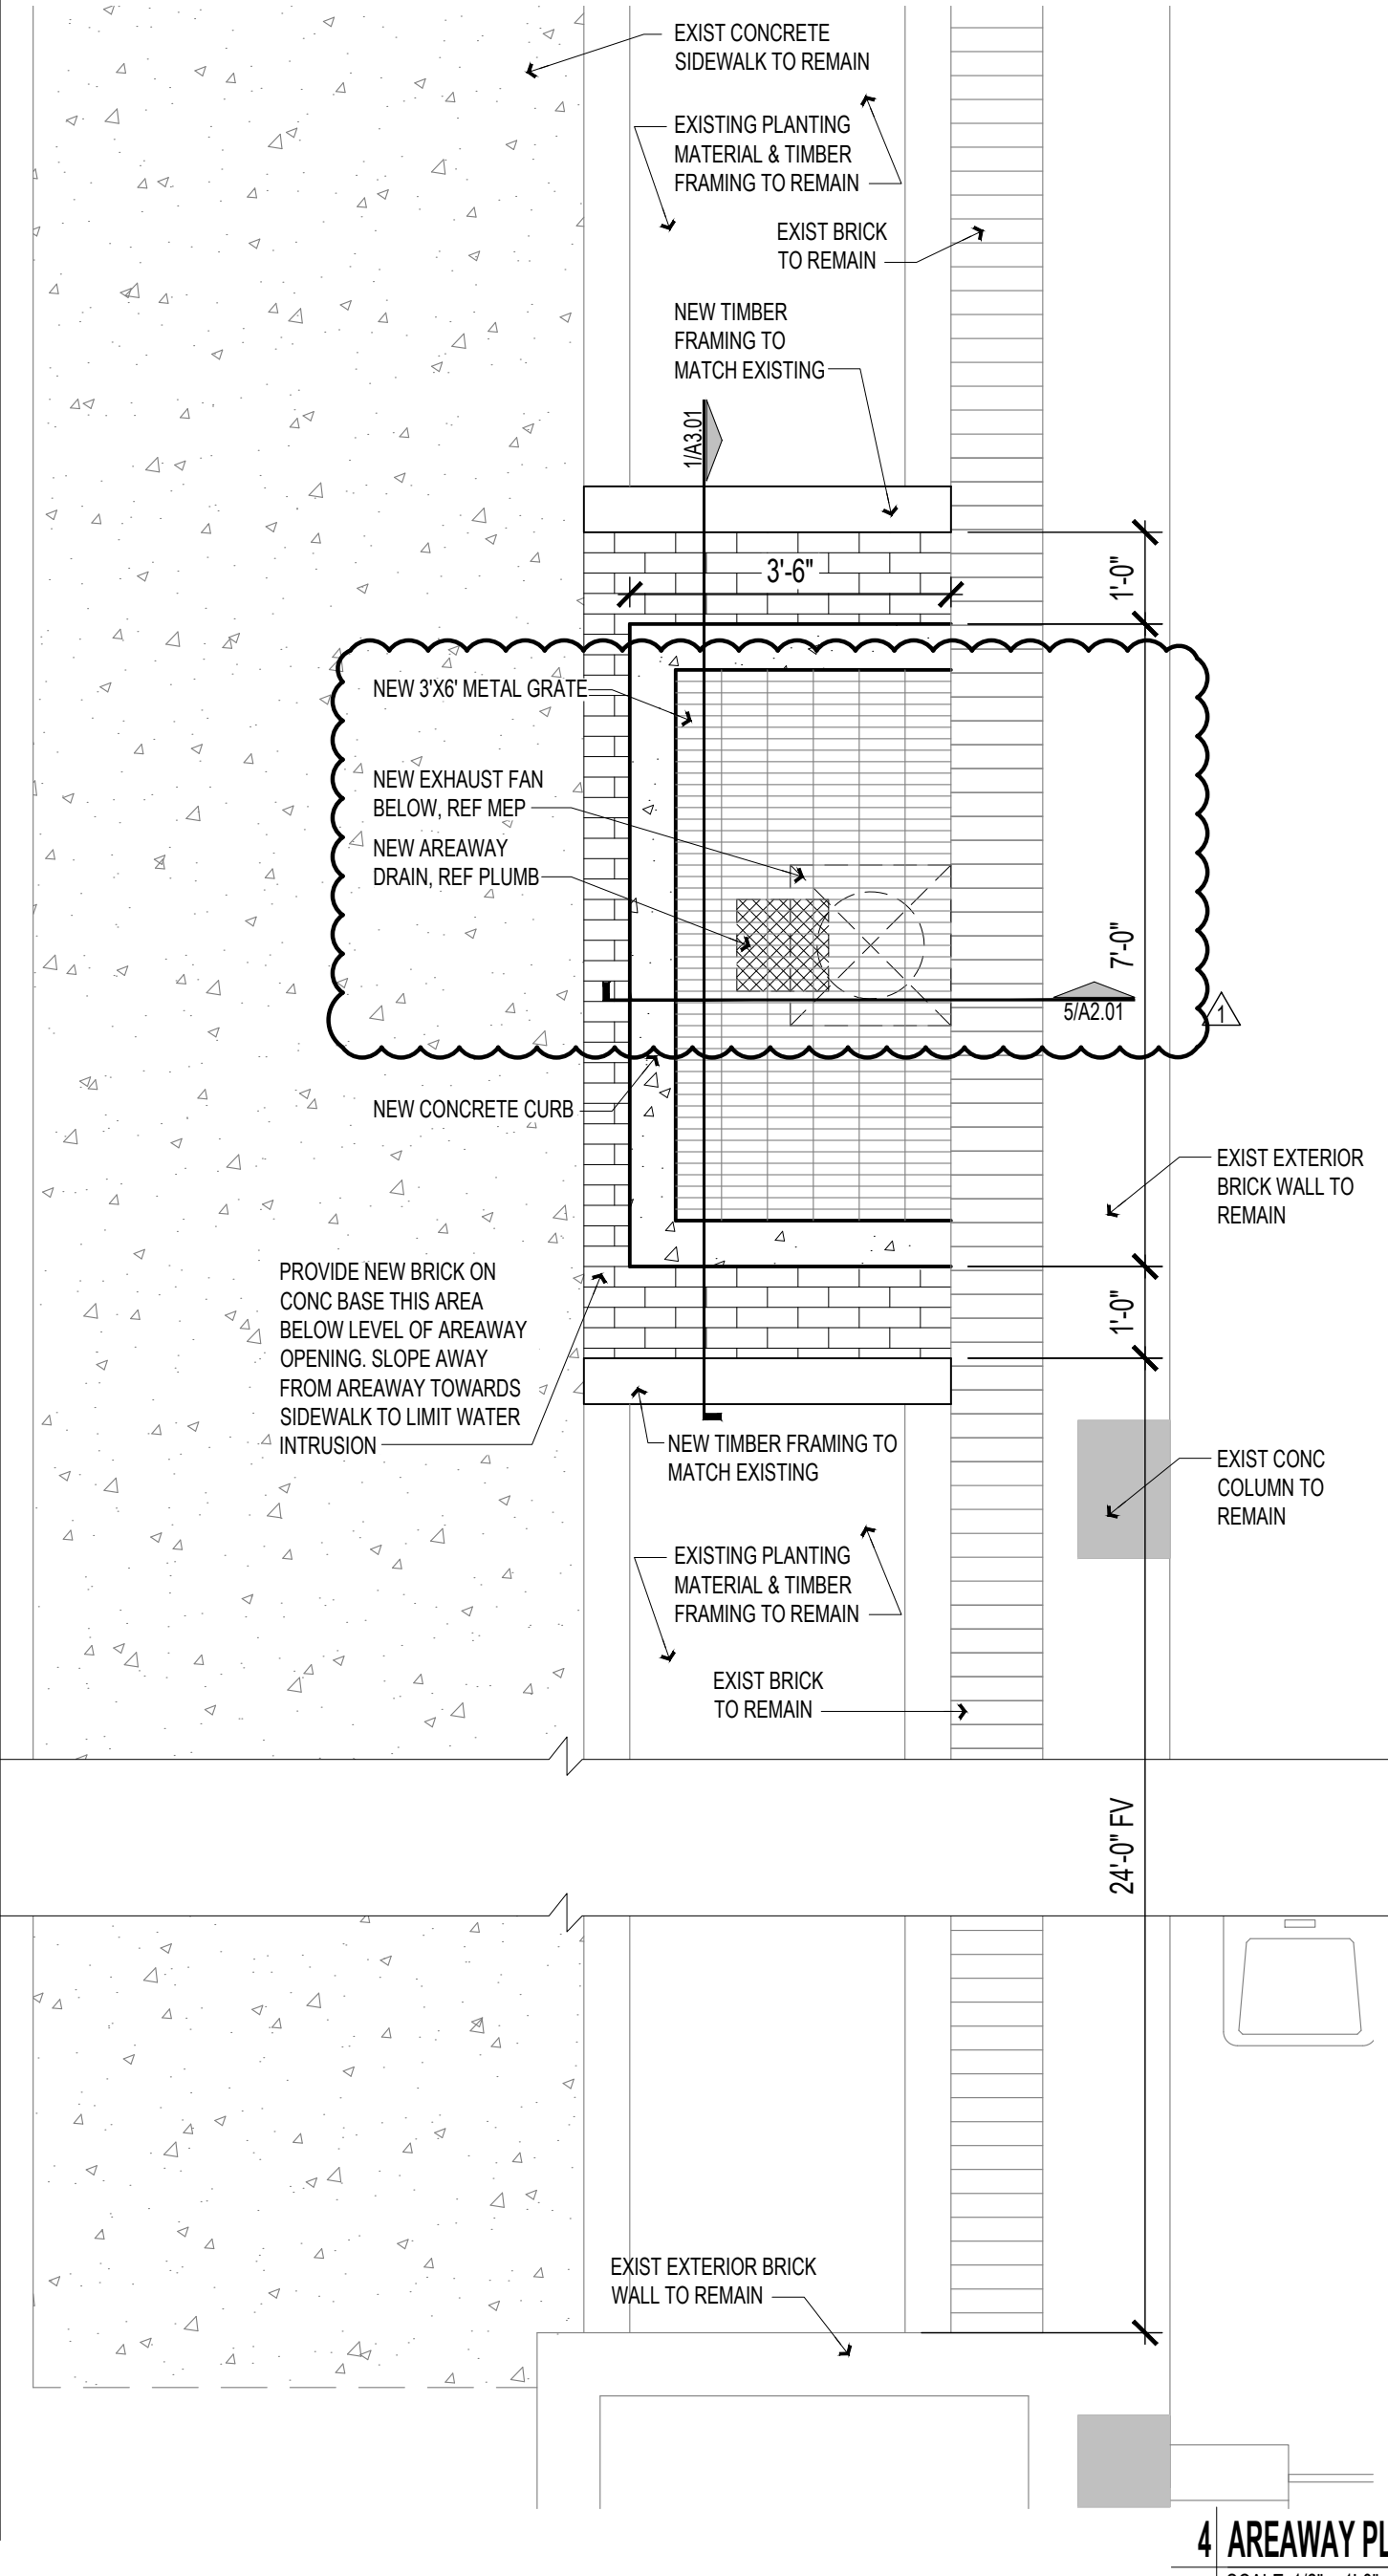 EXIST CONCRETE
SIDEWALK TO REMAIN
EXISTING PLANTING
MATERIAL & TIMBER
FRAMING TO REMAIN
EXIST BRICK
TO REMAIN
NEW TIMBER
FRAMING TO
MATCH EXISTING
1/A3.01
3'-6"
1'-0"
NEW 3'X6' METAL GRATE
NEW EXHAUST FAN
BELOW, REF MEP
NEW AREAWAY
DRAIN, REF PLUMB
7'-0"
5/A2.01
1
NEW CONCRETE CURB
EXIST EXTERIOR
BRICK WALL TO
REMAIN
PROVIDE NEW BRICK ON
CONC BASE THIS AREA
BELOW LEVEL OF AREAWAY
OPENING. SLOPE AWAY
FROM AREAWAY TOWARDS
SIDEWALK TO LIMIT WATER
INTRUSION
1'-0"
NEW TIMBER FRAMING TO
MATCH EXISTING
EXIST CONC
COLUMN TO
REMAIN
EXISTING PLANTING
MATERIAL & TIMBER
FRAMING TO REMAIN
EXIST BRICK
TO REMAIN
24'-0" FV
EXIST EXTERIOR BRICK
WALL TO REMAIN
4 AREAWAY PL